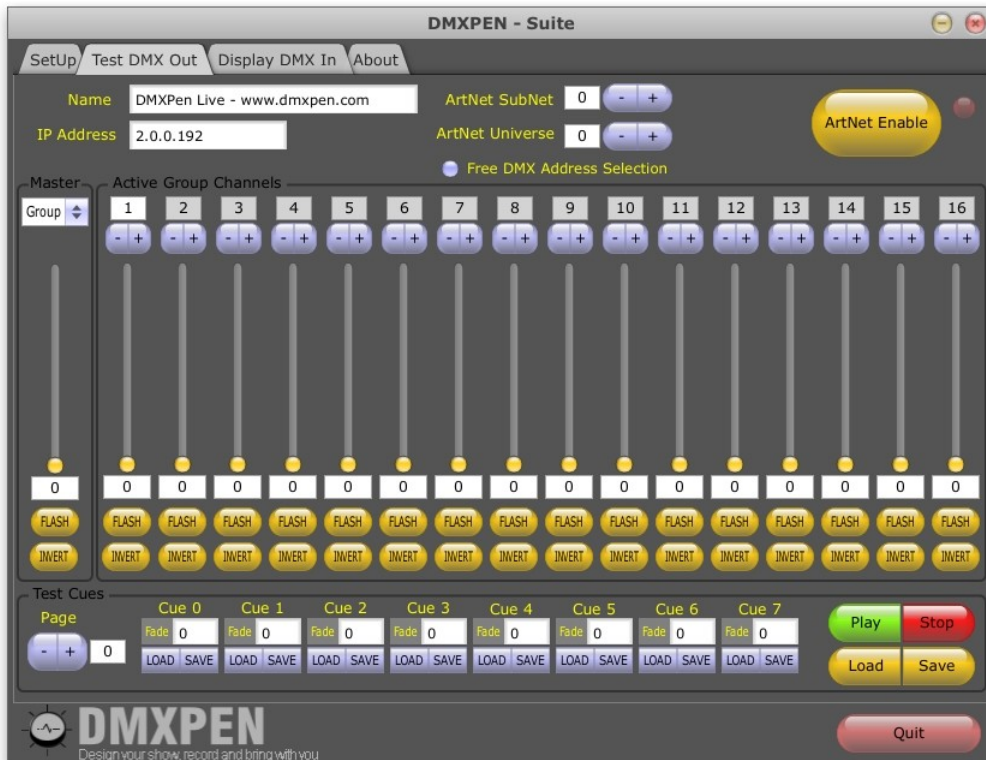 DMXPEN - Suite
SetUp Test DMX Out Display DMX In About
Name DMXPen Live - www.dmxpen.com ArtNet SubNet 0 - + ArtNet Enable
IP Address 2.0.0.192 ArtNet Universe 0 - +
Free DMX Address Selection
Master Active Group Channels
Group 1 2 3 4 5 6 7 8 9 10 11 12 13 14 15 16
- + - + - + - + - + - + - + - + - + - + - + - + - + - + - + - +
0 0 0 0 0 0 0 0 0 0 0 0 0 0 0 0 0
FLASH FLASH FLASH FLASH FLASH FLASH FLASH FLASH FLASH FLASH FLASH FLASH FLASH FLASH FLASH FLASH FLASH
INVERT INVERT INVERT INVERT INVERT INVERT INVERT INVERT INVERT INVERT INVERT INVERT INVERT INVERT INVERT INVERT INVERT
Test Cues
Page Cue 0 Cue 1 Cue 2 Cue 3 Cue 4 Cue 5 Cue 6 Cue 7
Fade 0 Fade 0 Fade 0 Fade 0 Fade 0 Fade 0 Fade 0 Fade 0 Play Stop
- + 0 LOAD SAVE LOAD SAVE LOAD SAVE LOAD SAVE LOAD SAVE LOAD SAVE LOAD SAVE LOAD SAVE Load Save
DMXPEN
Design your show, record and bring with you
Quit